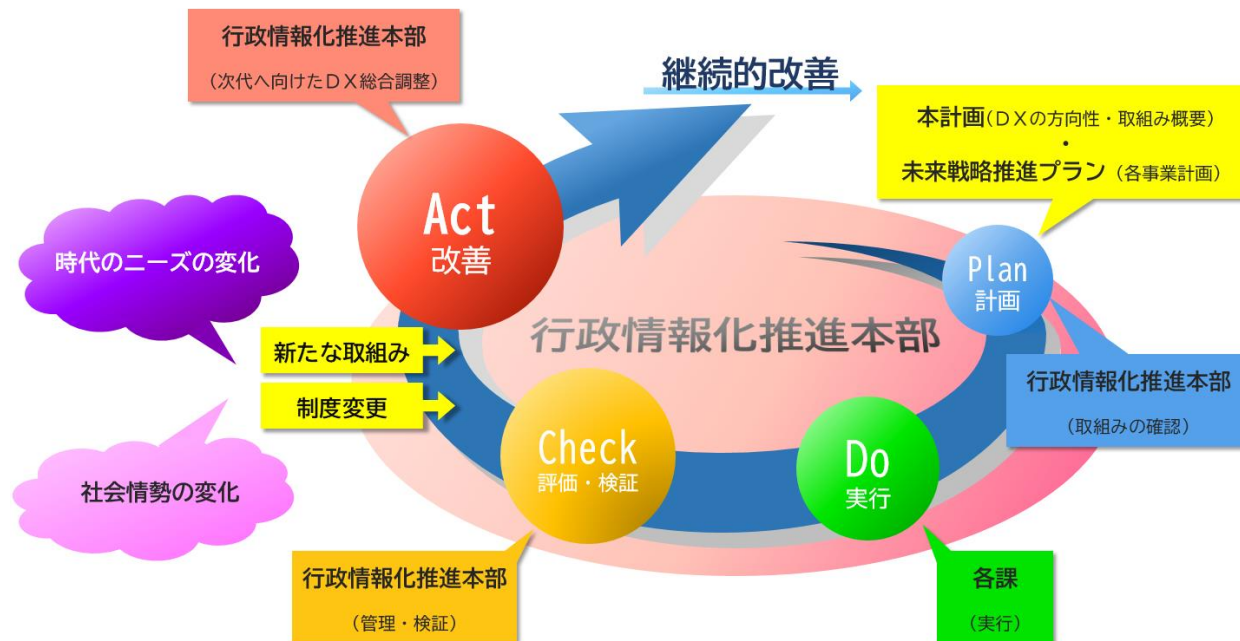 行政情報化推進本部
（次代へ向けたＤＸ総合調整）
継続的改善
本計画（ＤＸの方向性・取組み概要）
・
未来戦略推進プラン（各事業計画）
Act
改善
Plan
計画
時代のニーズの変化
新たな取組み
制度変更
行政情報化推進本部
行政情報化推進本部
（取組みの確認）
Check
評価・検証
Do
実行
社会情勢の変化
行政情報化推進本部
（管理・検証）
各課
（実行）